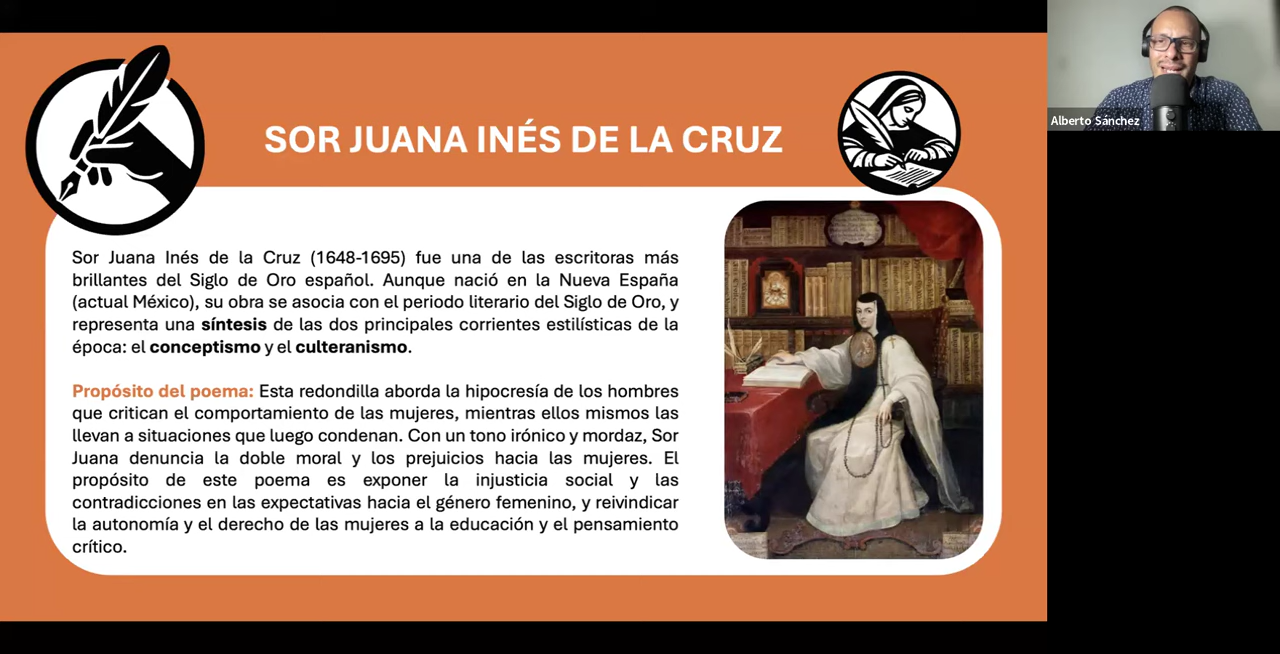 SOR JUANA INÉS DE LA CRUZ
Alberto Sánchez
Sor Juana Inés de la Cruz (1648-1695) fue una de las escritoras más
brillantes del Siglo de Oro español. Aunque nació en la Nueva España
(actual México), su obra se asocia con el periodo literario del Siglo de Oro, y
representa una síntesis de las dos principales corrientes estilísticas de la
época: el conceptismo y el culteranismo.
Propósito del poema: Esta redondilla aborda la hipocresía de los hombres
que critican el comportamiento de las mujeres, mientras ellos mismos las
llevan a situaciones que luego condenan. Con un tono irónico y mordaz, Sor
Juana denuncia la doble moral y los prejuicios hacia las mujeres. El
propósito de este poema es exponer la injusticia social y las
contradicciones en las expectativas hacia el género femenino, y reivindicar
la autonomía y el derecho de las mujeres a la educación y el pensamiento
crítico.